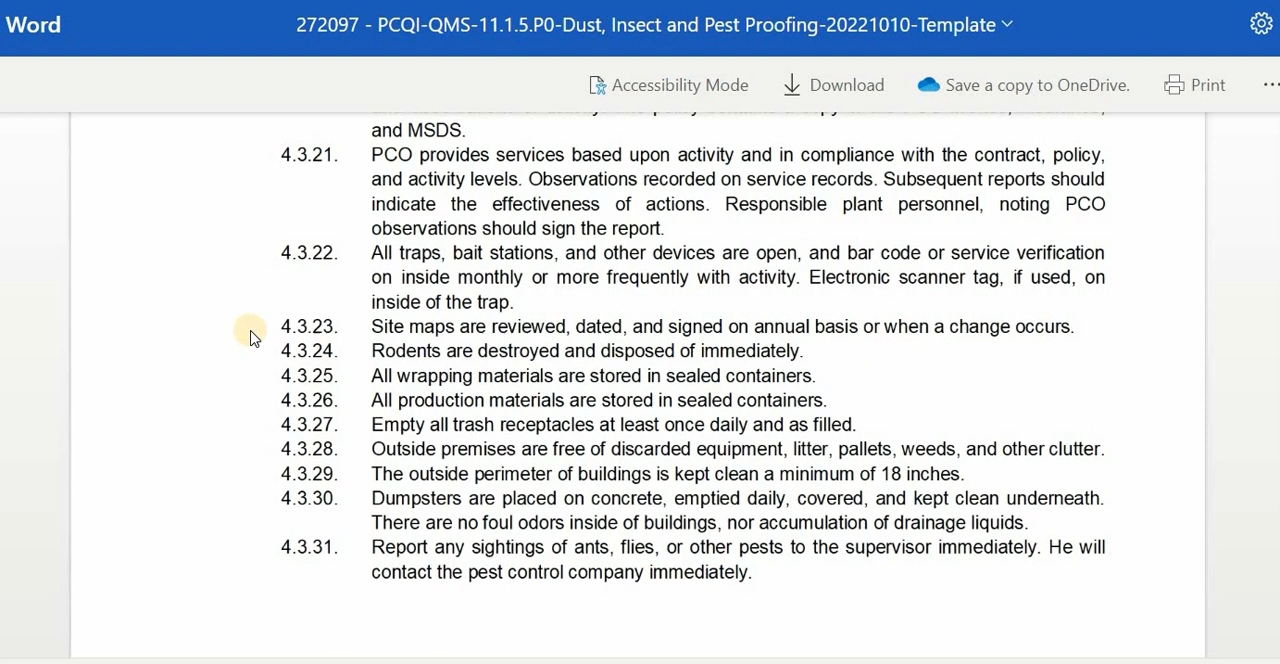 Word
272097 - PCQI-QMS-11.1.5.P0-Dust, Insect and Pest Proofing-20221010-Template
Accessibility Mode
Download
Save a copy to OneDrive.
Print
and MSDS.
4.3.21. PCO provides services based upon activity and in compliance with the contract, policy,
and activity levels. Observations recorded on service records. Subsequent reports should
indicate the effectiveness of actions. Responsible plant personnel, noting PCO
observations should sign the report.
4.3.22. All traps, bait stations, and other devices are open, and bar code or service verification
on inside monthly or more frequently with activity. Electronic scanner tag, if used, on
inside of the trap.
4.3.23. Site maps are reviewed, dated, and signed on annual basis or when a change occurs.
4.3.24. Rodents are destroyed and disposed of immediately.
4.3.25. All wrapping materials are stored in sealed containers.
4.3.26. All production materials are stored in sealed containers.
4.3.27. Empty all trash receptacles at least once daily and as filled.
4.3.28. Outside premises are free of discarded equipment, litter, pallets, weeds, and other clutter.
4.3.29. The outside perimeter of buildings is kept clean a minimum of 18 inches.
4.3.30. Dumpsters are placed on concrete, emptied daily, covered, and kept clean underneath.
There are no foul odors inside of buildings, nor accumulation of drainage liquids.
4.3.31. Report any sightings of ants, flies, or other pests to the supervisor immediately. He will
contact the pest control company immediately.